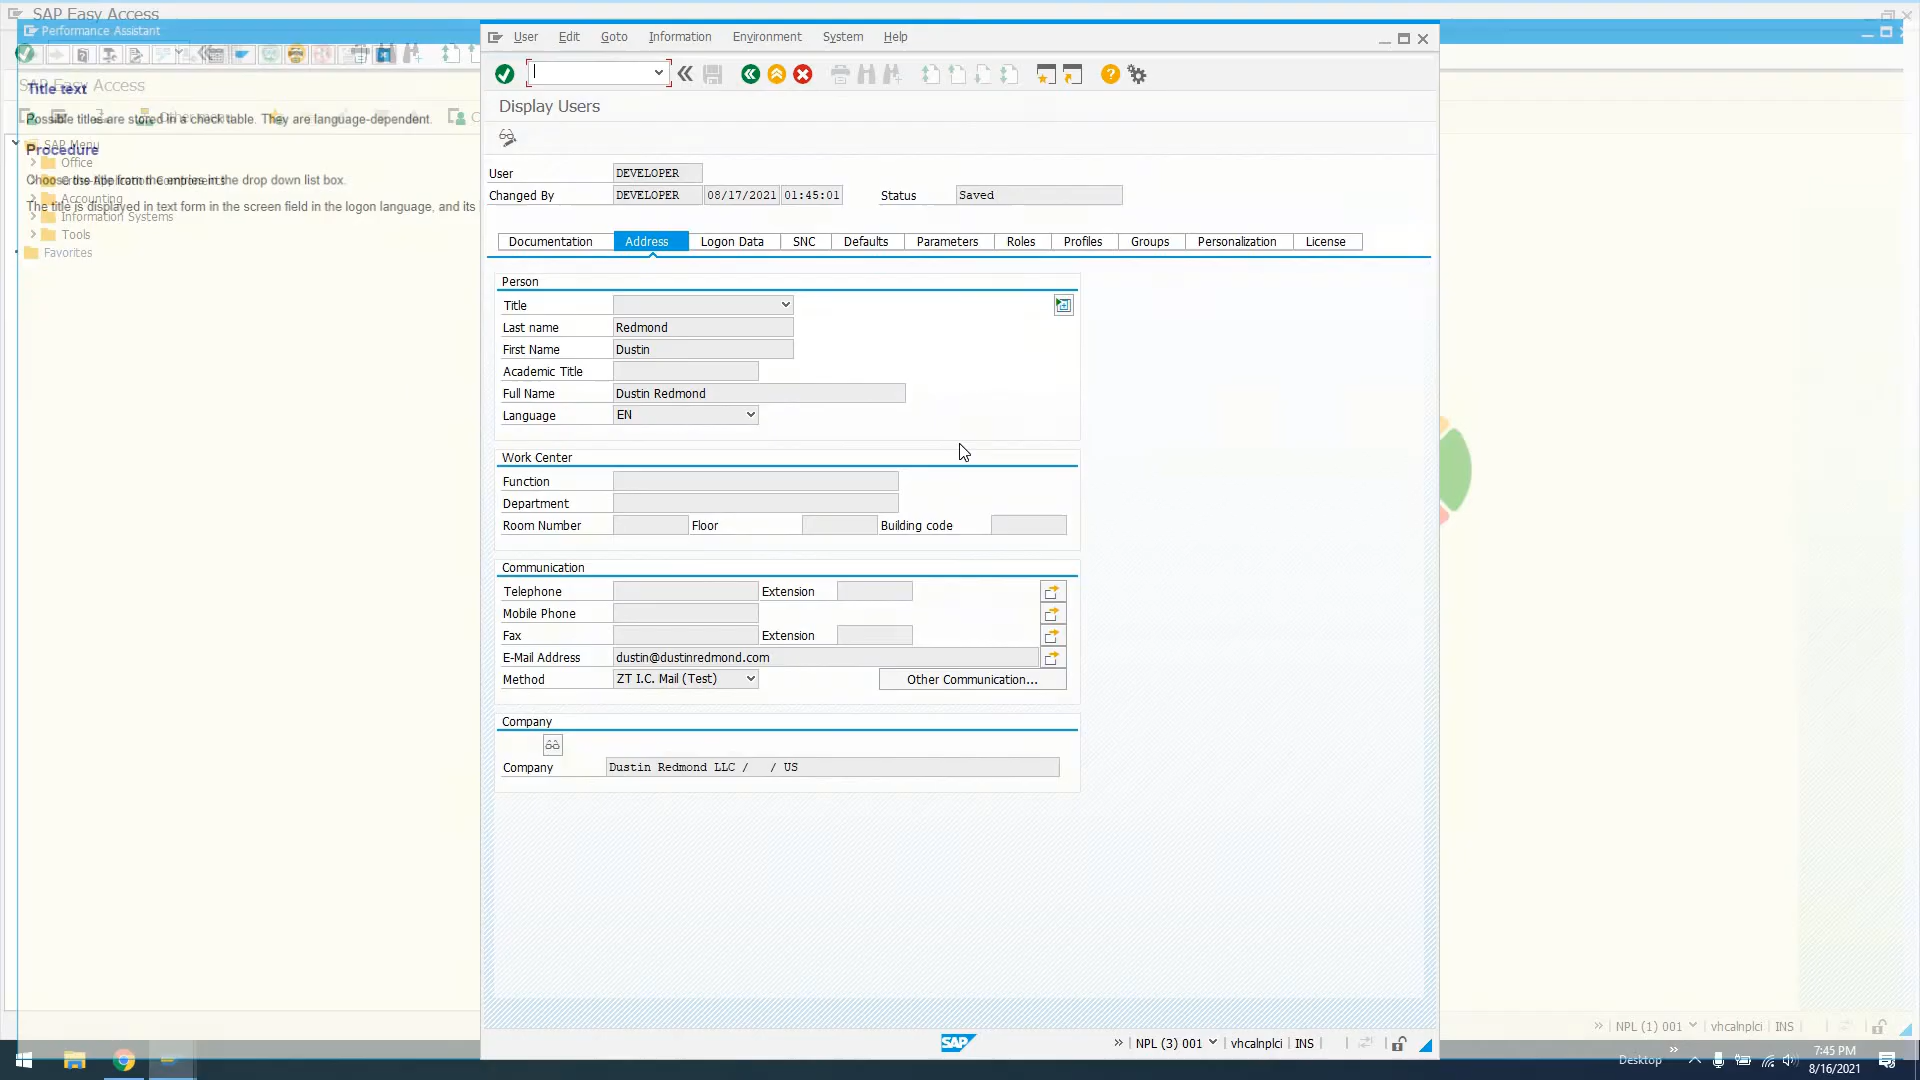 SAP Easy Access
Performance Assistant
User Edit Goto Information Environment System Help
SAP Easy Access
Title text
Display Users
Possible titles are stored in a check table. They are language-dependent.
SAP Menu
Procedure
Office
User DEVELOPER
Choose the title from the entries in the drop down list box.
Changed By DEVELOPER 08/17/2021 01:45:01 Status Saved
Accounting
The title is displayed in text form in the screen field in the logon language, and its
Information Systems
Tools
Documentation Address Logon Data SNC Defaults Parameters Roles Profiles Groups Personalization License
Favorites
Person
Title
Last name Redmond
First Name Dustin
Academic Title
Full Name Dustin Redmond
Language EN
Work Center
Function
Department
Room Number Floor Building code
Communication
Telephone Extension
Mobile Phone
Fax Extension
E-Mail Address dustin@dustinredmond.com
Method ZT I.C. Mail (Test) Other Communication...
Company
Company Dustin Redmond LLC / / US
NPL (1) 001 vhcalnplci INS
SAP NPL (3) 001 vhcalnplci INS
Desktop 7:45 PM
8/16/2021